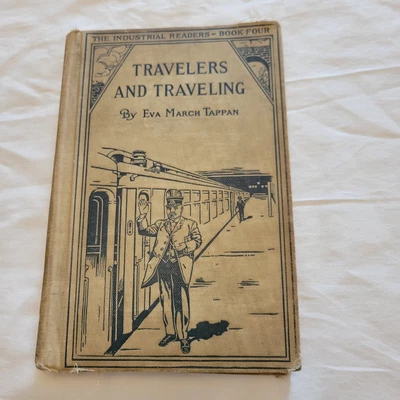 THE INDUSTRIAL READERS – BOOK FOUR
TRAVELERS
AND TRAVELING
By Eva March Tappan